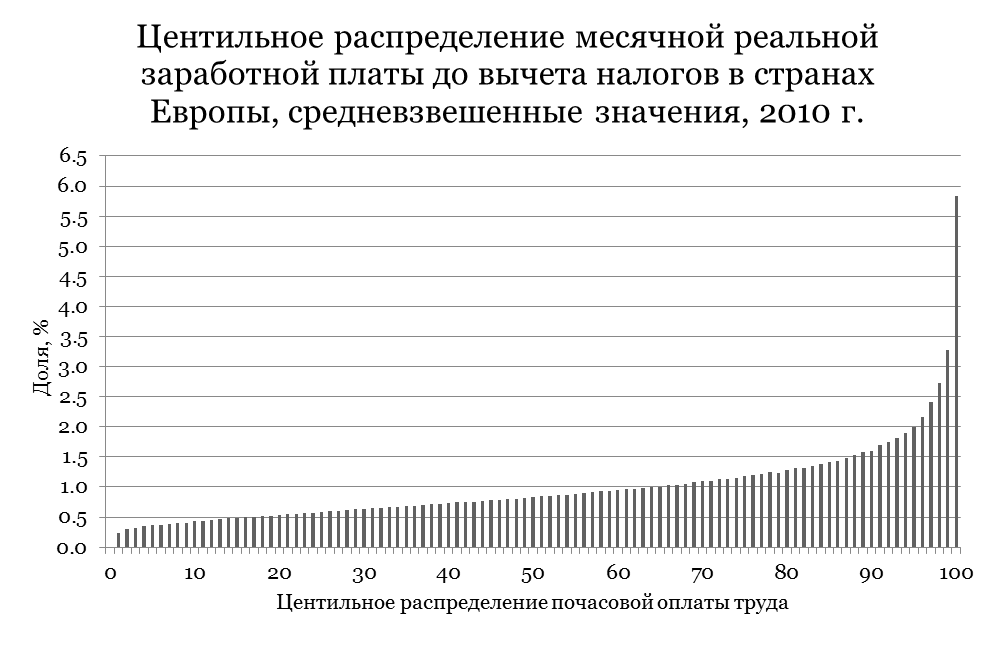 Центильное распределение месячной реальной
заработной платы до вычета налогов в странах
Европы, средневзвешенные значения, 2010 г.
6.5
6.0
5.5
5.0
4.5
4.0
3.5
3.0
2.5
2.0
1.5
1.0
0.5
0.0
Доля, %
0 10 20 30 40 50 60 70 80 90 100
Центильное распределение почасовой оплаты труда